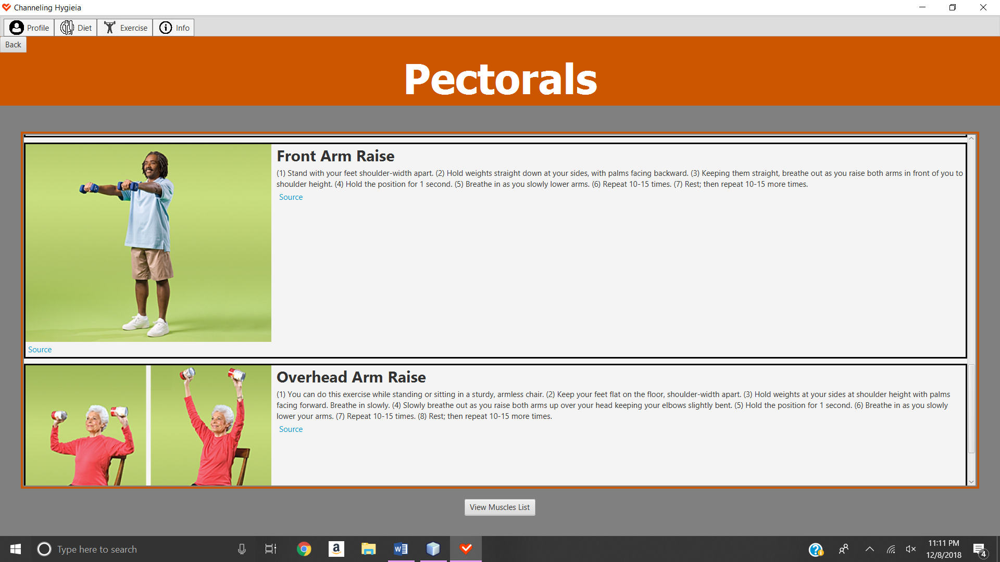 Channeling Hygieia
Profile
Diet
Exercise
Info
Back
Pectorals
Front Arm Raise
(1) Stand with your feet shoulder-width apart. (2) Hold weights straight down at your sides, with palms facing backward. (3) Keeping them straight, breathe out as you raise both arms in front of you to
shoulder height. (4) Hold the position for 1 second. (5) Breathe in as you slowly lower arms. (6) Repeat 10-15 times. (7) Rest; then repeat 10-15 more times.
Source
Source
Overhead Arm Raise
(1) You can do this exercise while standing or sitting in a sturdy, armless chair. (2) Keep your feet flat on the floor, shoulder-width apart. (3) Hold weights at your sides at shoulder height with palms
facing forward. Breathe in slowly. (4) Slowly breathe out as you raise both arms up over your head keeping your elbows slightly bent. (5) Hold the position for 1 second. (6) Breathe in as you slowly
lower your arms. (7) Repeat 10-15 times. (8) Rest; then repeat 10-15 more times.
Source
View Muscles List
Type here to search
11:11 PM
12/8/2018
4